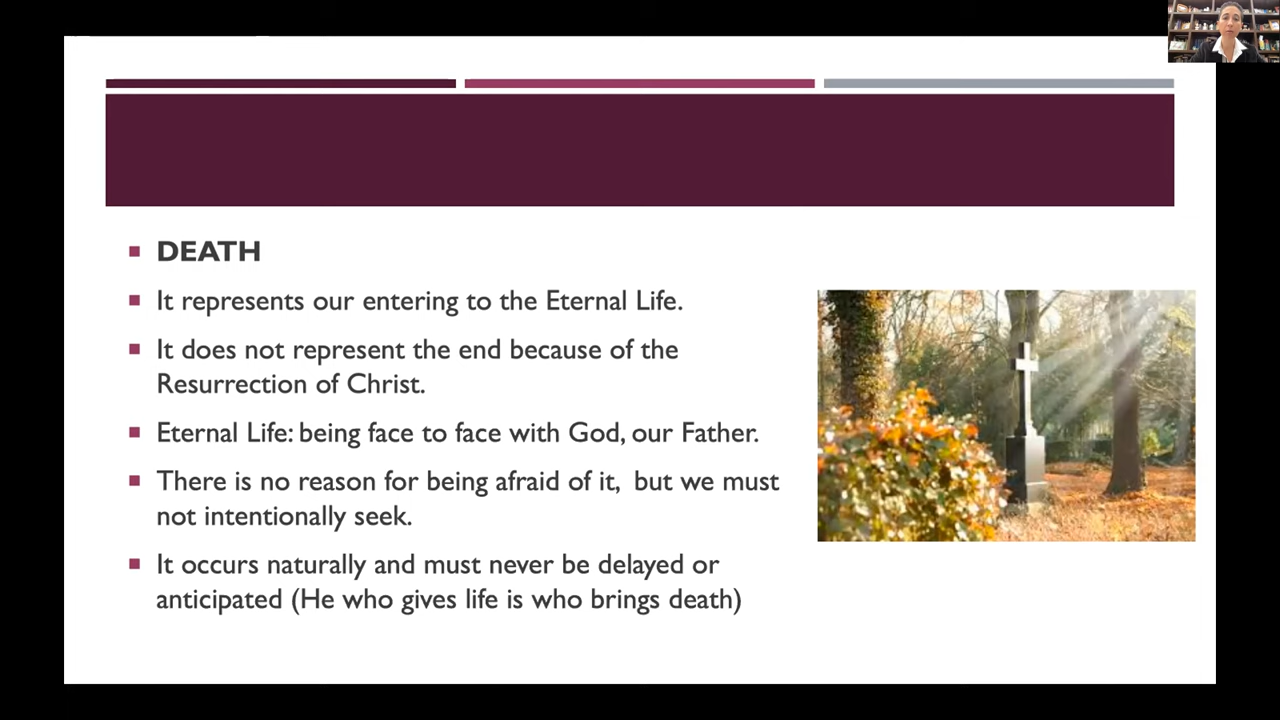 DEATH
It represents our entering to the Eternal Life.
It does not represent the end because of the
Resurrection of Christ.
Eternal Life: being face to face with God, our Father.
There is no reason for being afraid of it,  but we must
not intentionally seek.
It occurs naturally and must never be delayed or
anticipated (He who gives life is who brings death)